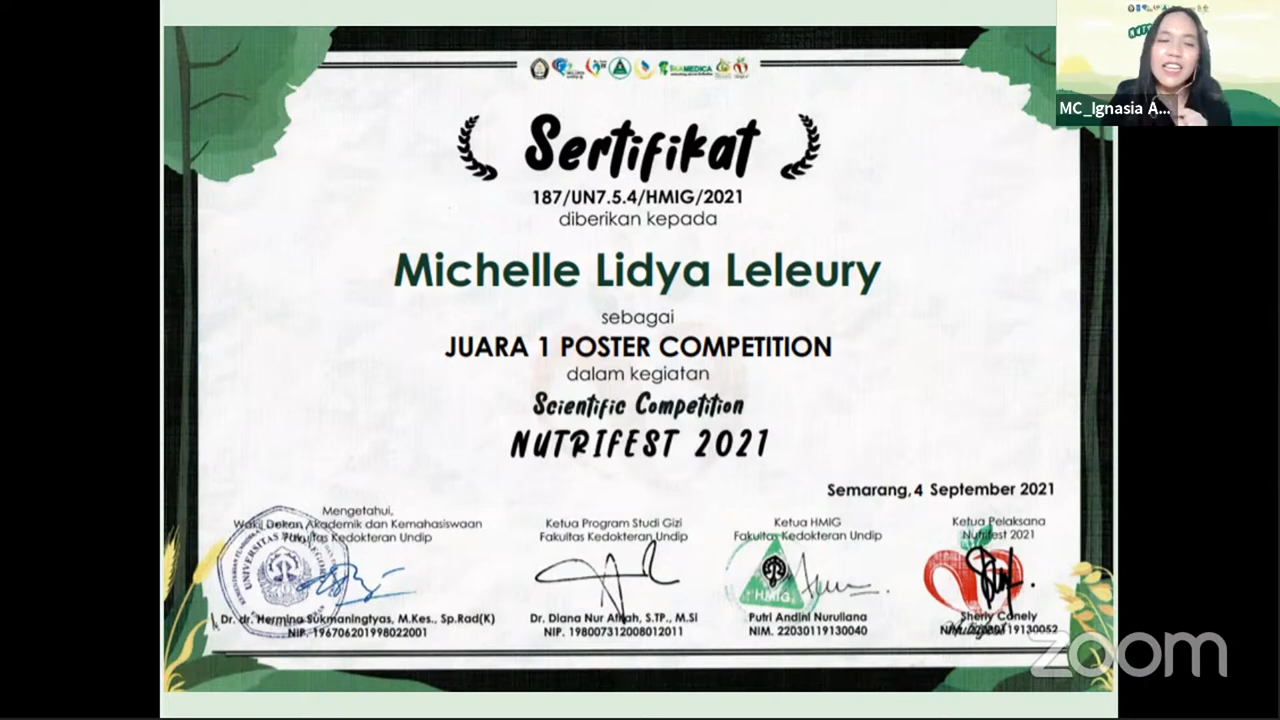 MC_Ignasia A...
SKAMEDICA
Sertifikat
187/UN7.5.4/HMIG/2021
diberikan kepada
Michelle Lidya Leleury
sebagai
JUARA 1 POSTER COMPETITION
dalam kegiatan
Scientific Competition
NUTRIFEST 2021
Semarang, 4 September 2021
Mengetahui,
Wakil Dekan Akademik dan Kemahasiswaan
Fakultas Kedokteran Undip
Dr. dr. Hermina Sukmaningtyas, M.Kes., Sp.Rad(K)
NIP. 196706201998022001
Ketua Program Studi Gizi
Fakultas Kedokteran Undip
Dr. Diana Nur Afifah, S.TP., M.Si
NIP. 198007312008012011
Ketua HMIG
Fakultas Kedokteran Undip
HMIG
Putri Andini Nuruliana
NIM. 22030119130040
Ketua Pelaksana
Nutrifest 2021
Sherly Canely
zoom